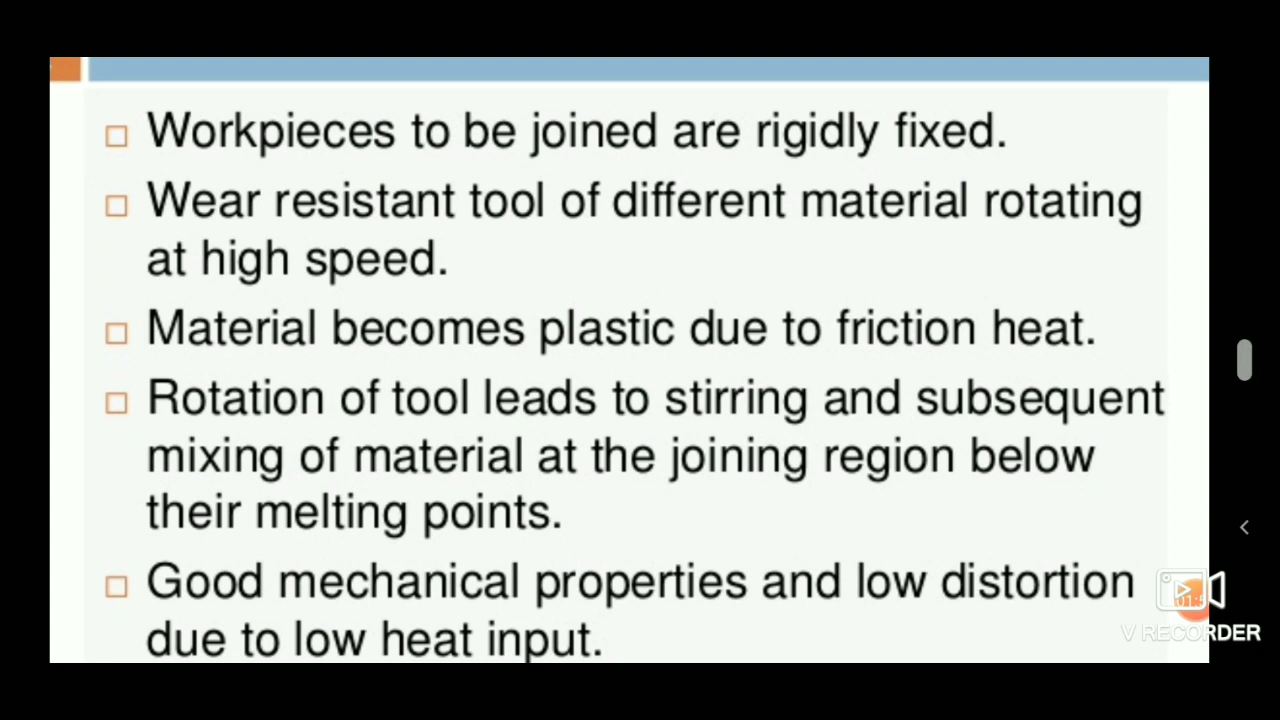 Workpieces to be joined are rigidly fixed.
Wear resistant tool of different material rotating
at high speed.
Material becomes plastic due to friction heat.
Rotation of tool leads to stirring and subsequent
mixing of material at the joining region below
their melting points.
Good mechanical properties and low distortion
due to low heat input.
V RECORDER